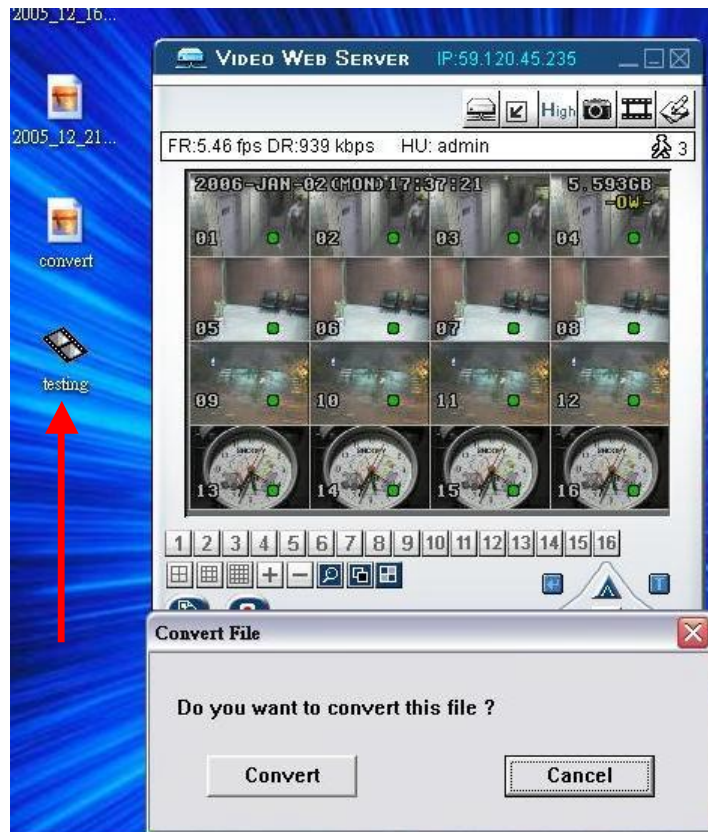 2005_12_16...
2005_12_21...
convert
testing
VIDEO WEB SERVER IP:59.120.45.235
High
FR:5.46 fps DR:939 kbps HU: admin 3
2006-JAN-02(MON)17:37:21 5.593GB
-OW-
01 02 03 04
05 06 07 08
09 10 11 12
13 14 15 16
1 2 3 4 5 6 7 8 9 10 11 12 13 14 15 16
Convert File
Do you want to convert this file ?
Convert Cancel